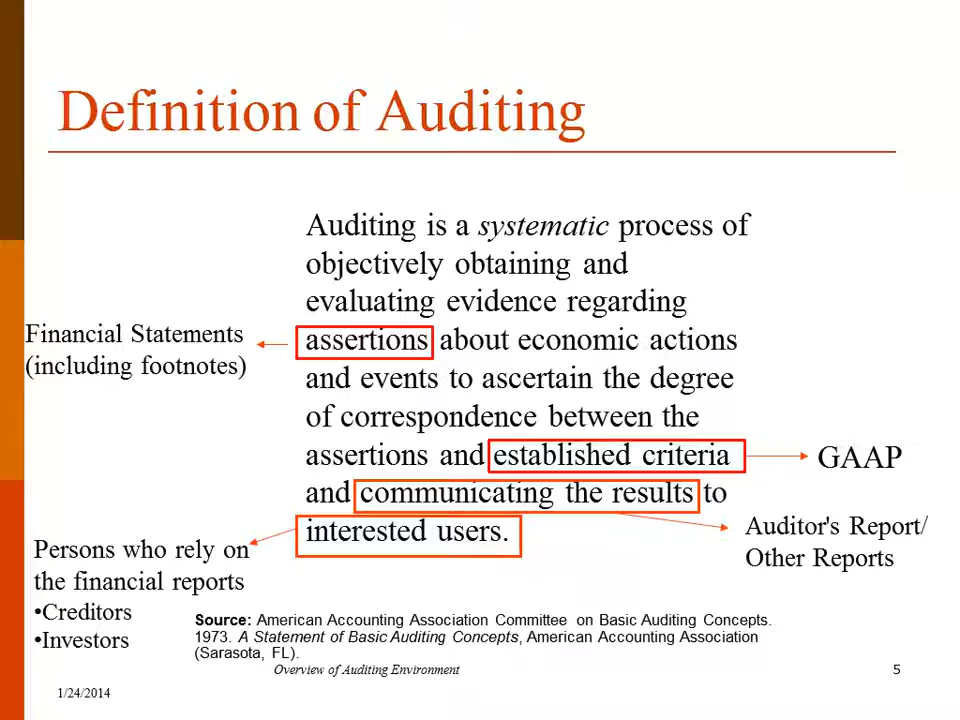 Definition of Auditing
Auditing is a systematic process of
objectively obtaining and
evaluating evidence regarding
assertions about economic actions
and events to ascertain the degree
of correspondence between the
assertions and established criteria
and communicating the results to
interested users.
Financial Statements
(including footnotes)
GAAP
Auditor's Report/
Other Reports
Persons who rely on
the financial reports
•Creditors
•Investors
Source: American Accounting Association Committee on Basic Auditing Concepts.
1973. A Statement of Basic Auditing Concepts, American Accounting Association
(Sarasota, FL).
Overview of Auditing Environment
5
1/24/2014